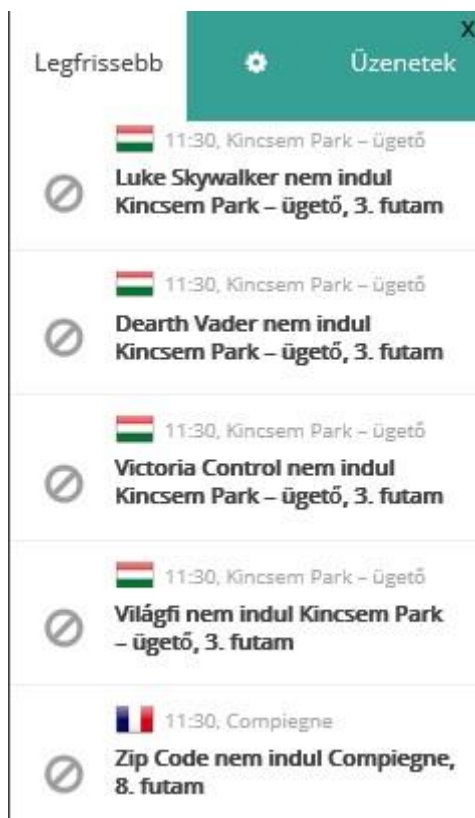 X
Legfrissebb Üzenetek
11:30, Kincsem Park – ügető
Luke Skywalker nem indul
Kincsem Park – ügető, 3. futam
11:30, Kincsem Park – ügető
Dearth Vader nem indul
Kincsem Park – ügető, 3. futam
11:30, Kincsem Park – ügető
Victoria Control nem indul
Kincsem Park – ügető, 3. futam
11:30, Kincsem Park – ügető
Világfi nem indul Kincsem Park
– ügető, 3. futam
11:30, Compiegne
Zip Code nem indul Compiegne,
8. futam